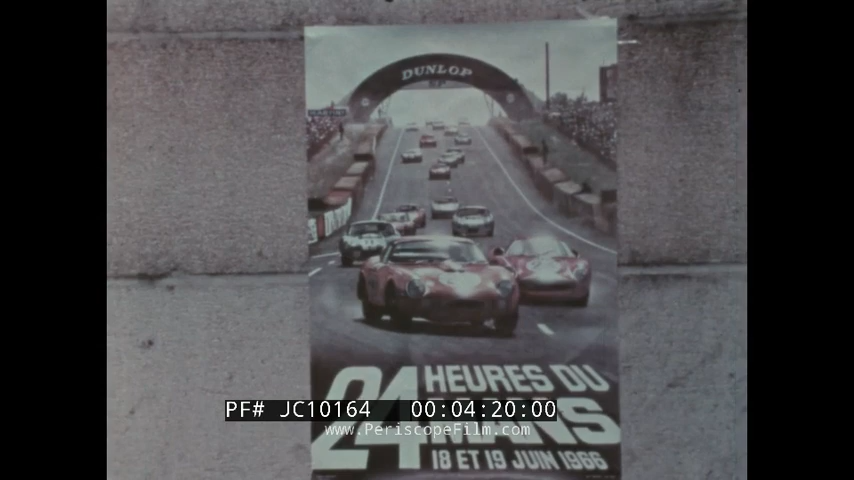 DUNLOP
24 HEURES DU
MANS
18 ET 19 JUIN 1966
PF# JC10164 00:04:20:00
www.PeriscopeFilm.com